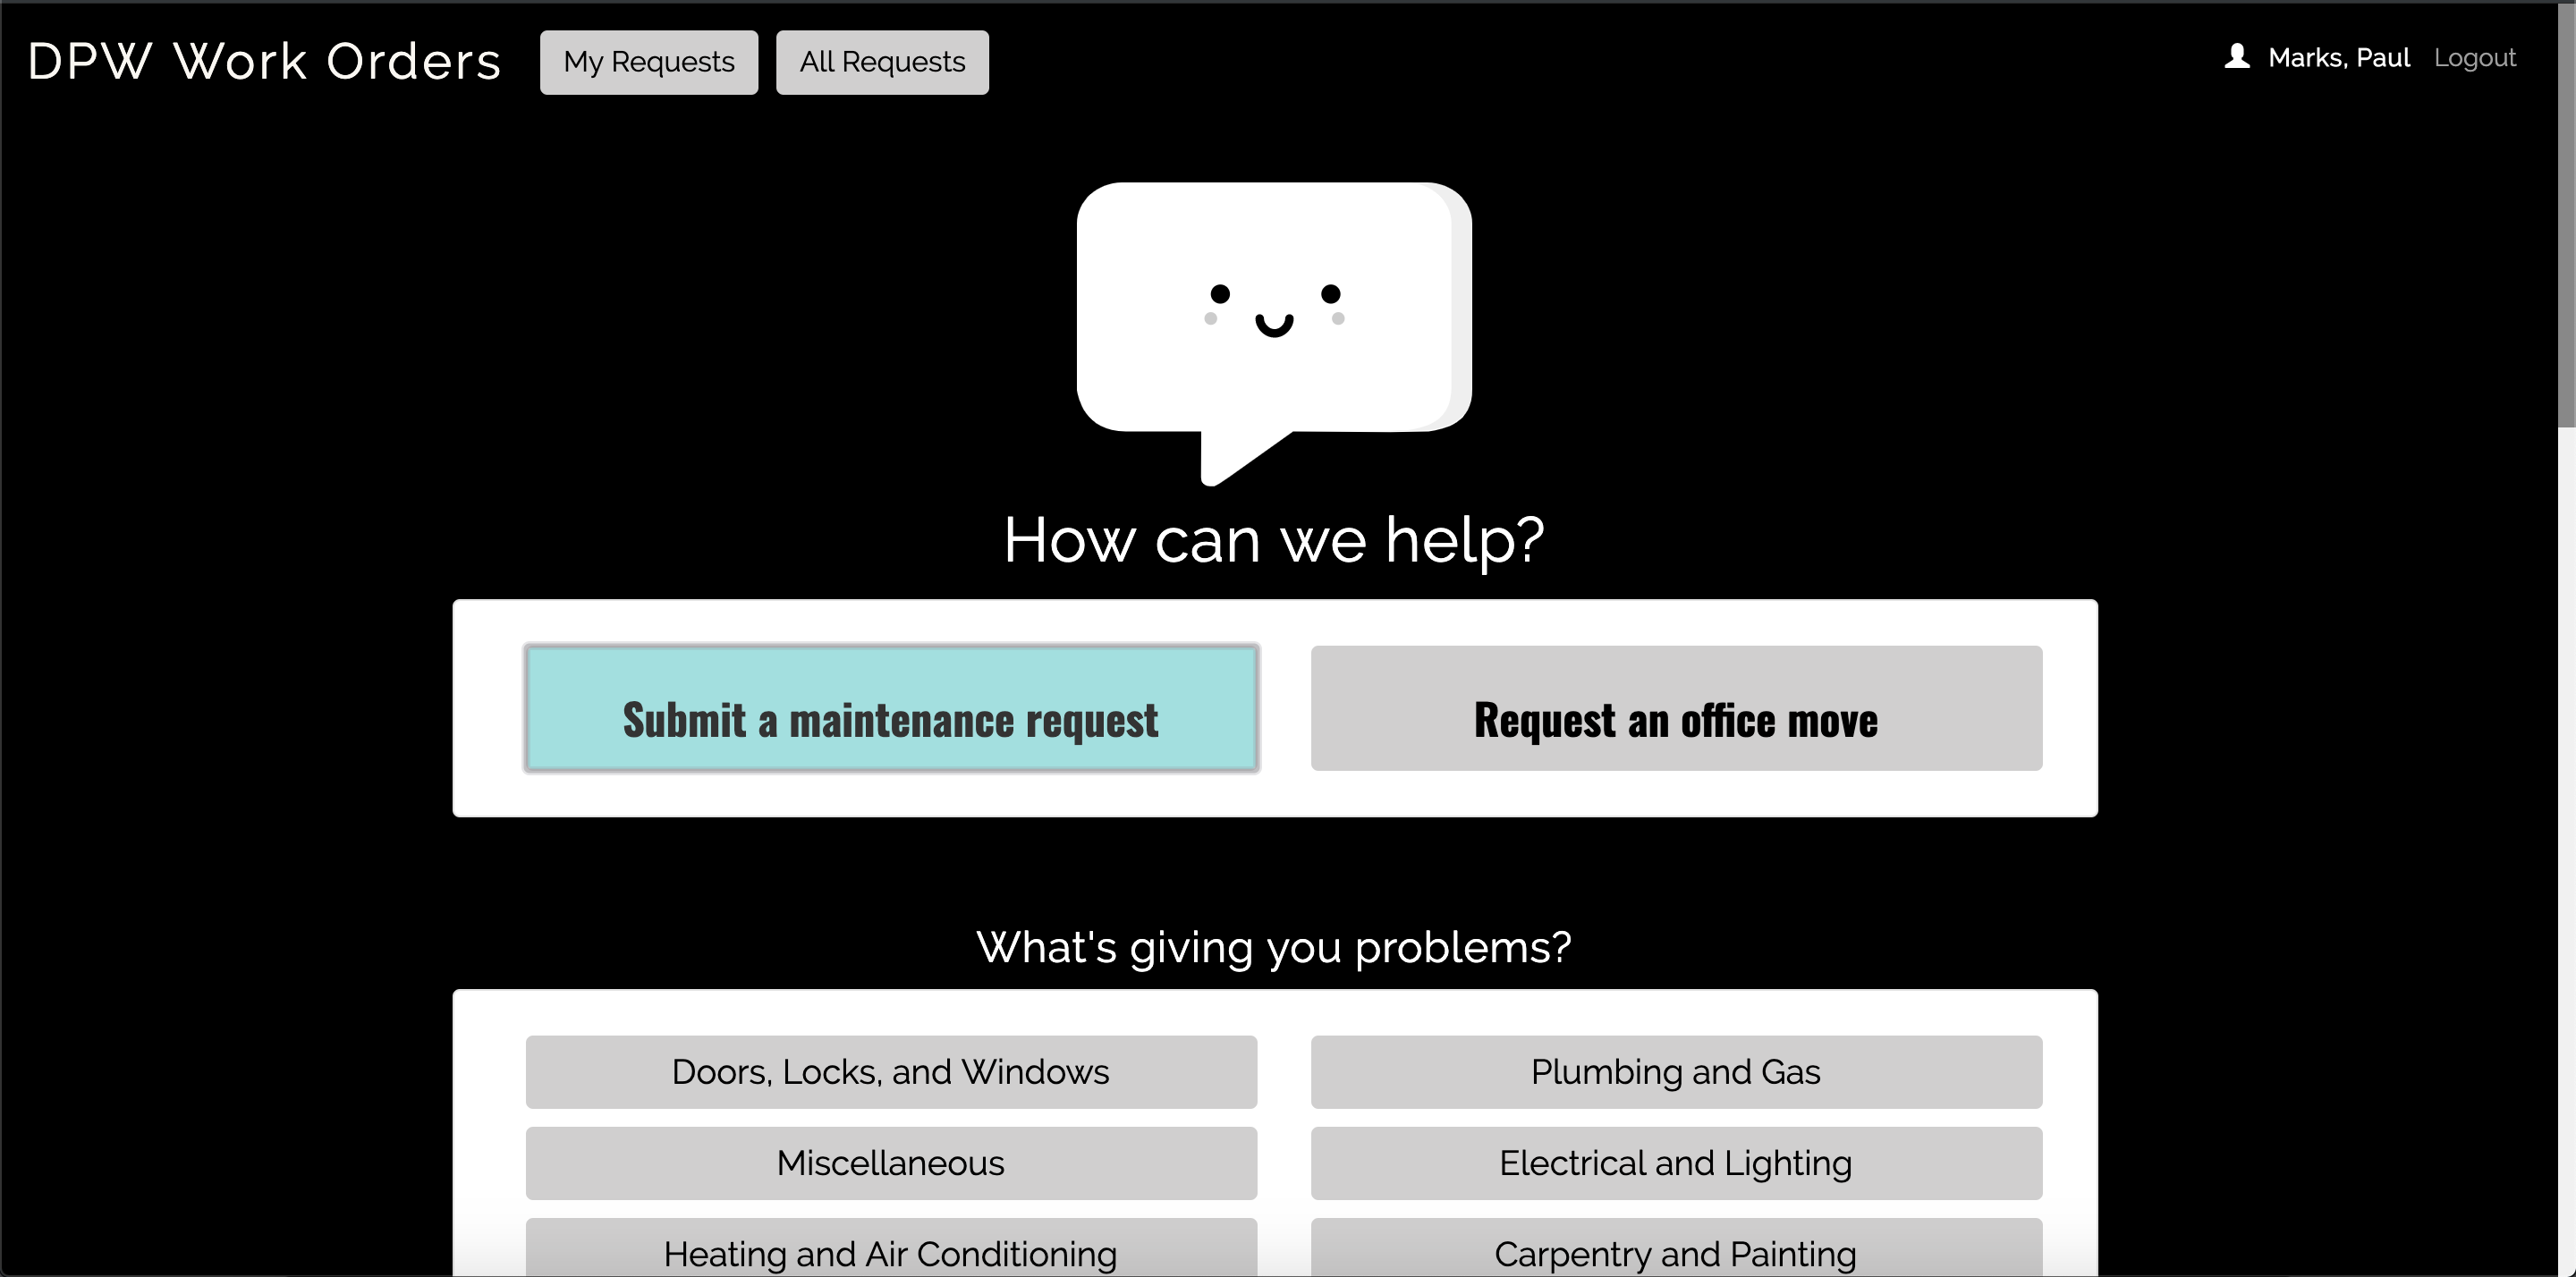 DPW Work Orders
My Requests
All Requests
Marks, Paul
Logout
How can we help?
Submit a maintenance request
Request an office move
What's giving you problems?
Doors, Locks, and Windows
Plumbing and Gas
Miscellaneous
Electrical and Lighting
Heating and Air Conditioning
Carpentry and Painting